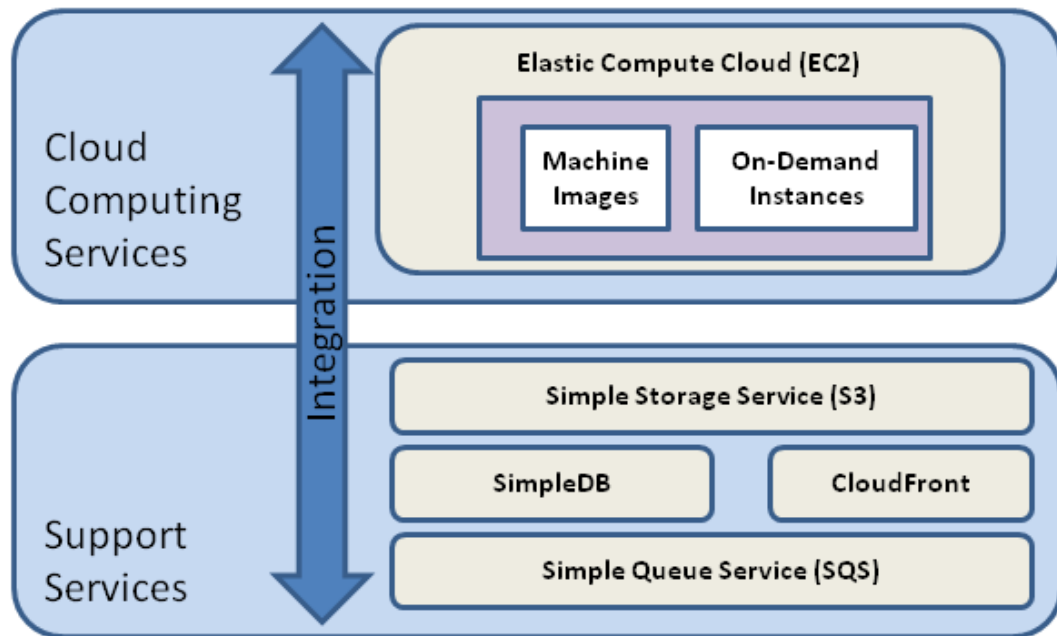 Elastic Compute Cloud (EC2)
Cloud
Computing
Services
Machine
Images
On-Demand
Instances
Integration
Simple Storage Service (S3)
SimpleDB
CloudFront
Support
Services
Simple Queue Service (SQS)